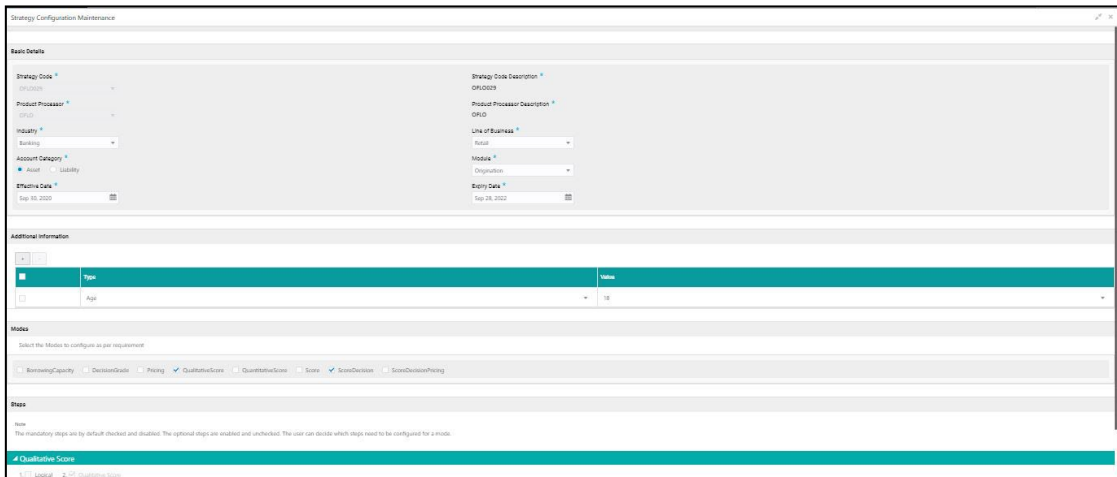 Strategy Configuration Maintenance
Basic Details
Strategy Code *
OFLO029
Strategy Code Description *
OFLO029
Product Processor *
OFLO
Product Processor Description *
OFLO
Industry *
Banking
Line of Business *
Retail
Account Category *
Asset Liability
Module *
Origination
Effective Date *
Sep 30, 2020
Expiry Date *
Sep 28, 2022
Additional Information
Type Value
Age 18
Modes
Select the Modes to configure as per requirement
BorrowingCapacity DecisionGrade Pricing QualitativeScore QuantitativeScore Score ScoreDecision ScoreDecisionPricing
Steps
Note
The mandatory steps are by default checked and disabled. The optional steps are enabled and unchecked. The user can decide which steps need to be configured for a mode.
Qualitative Score
1. Logical 2. Qualitative Score